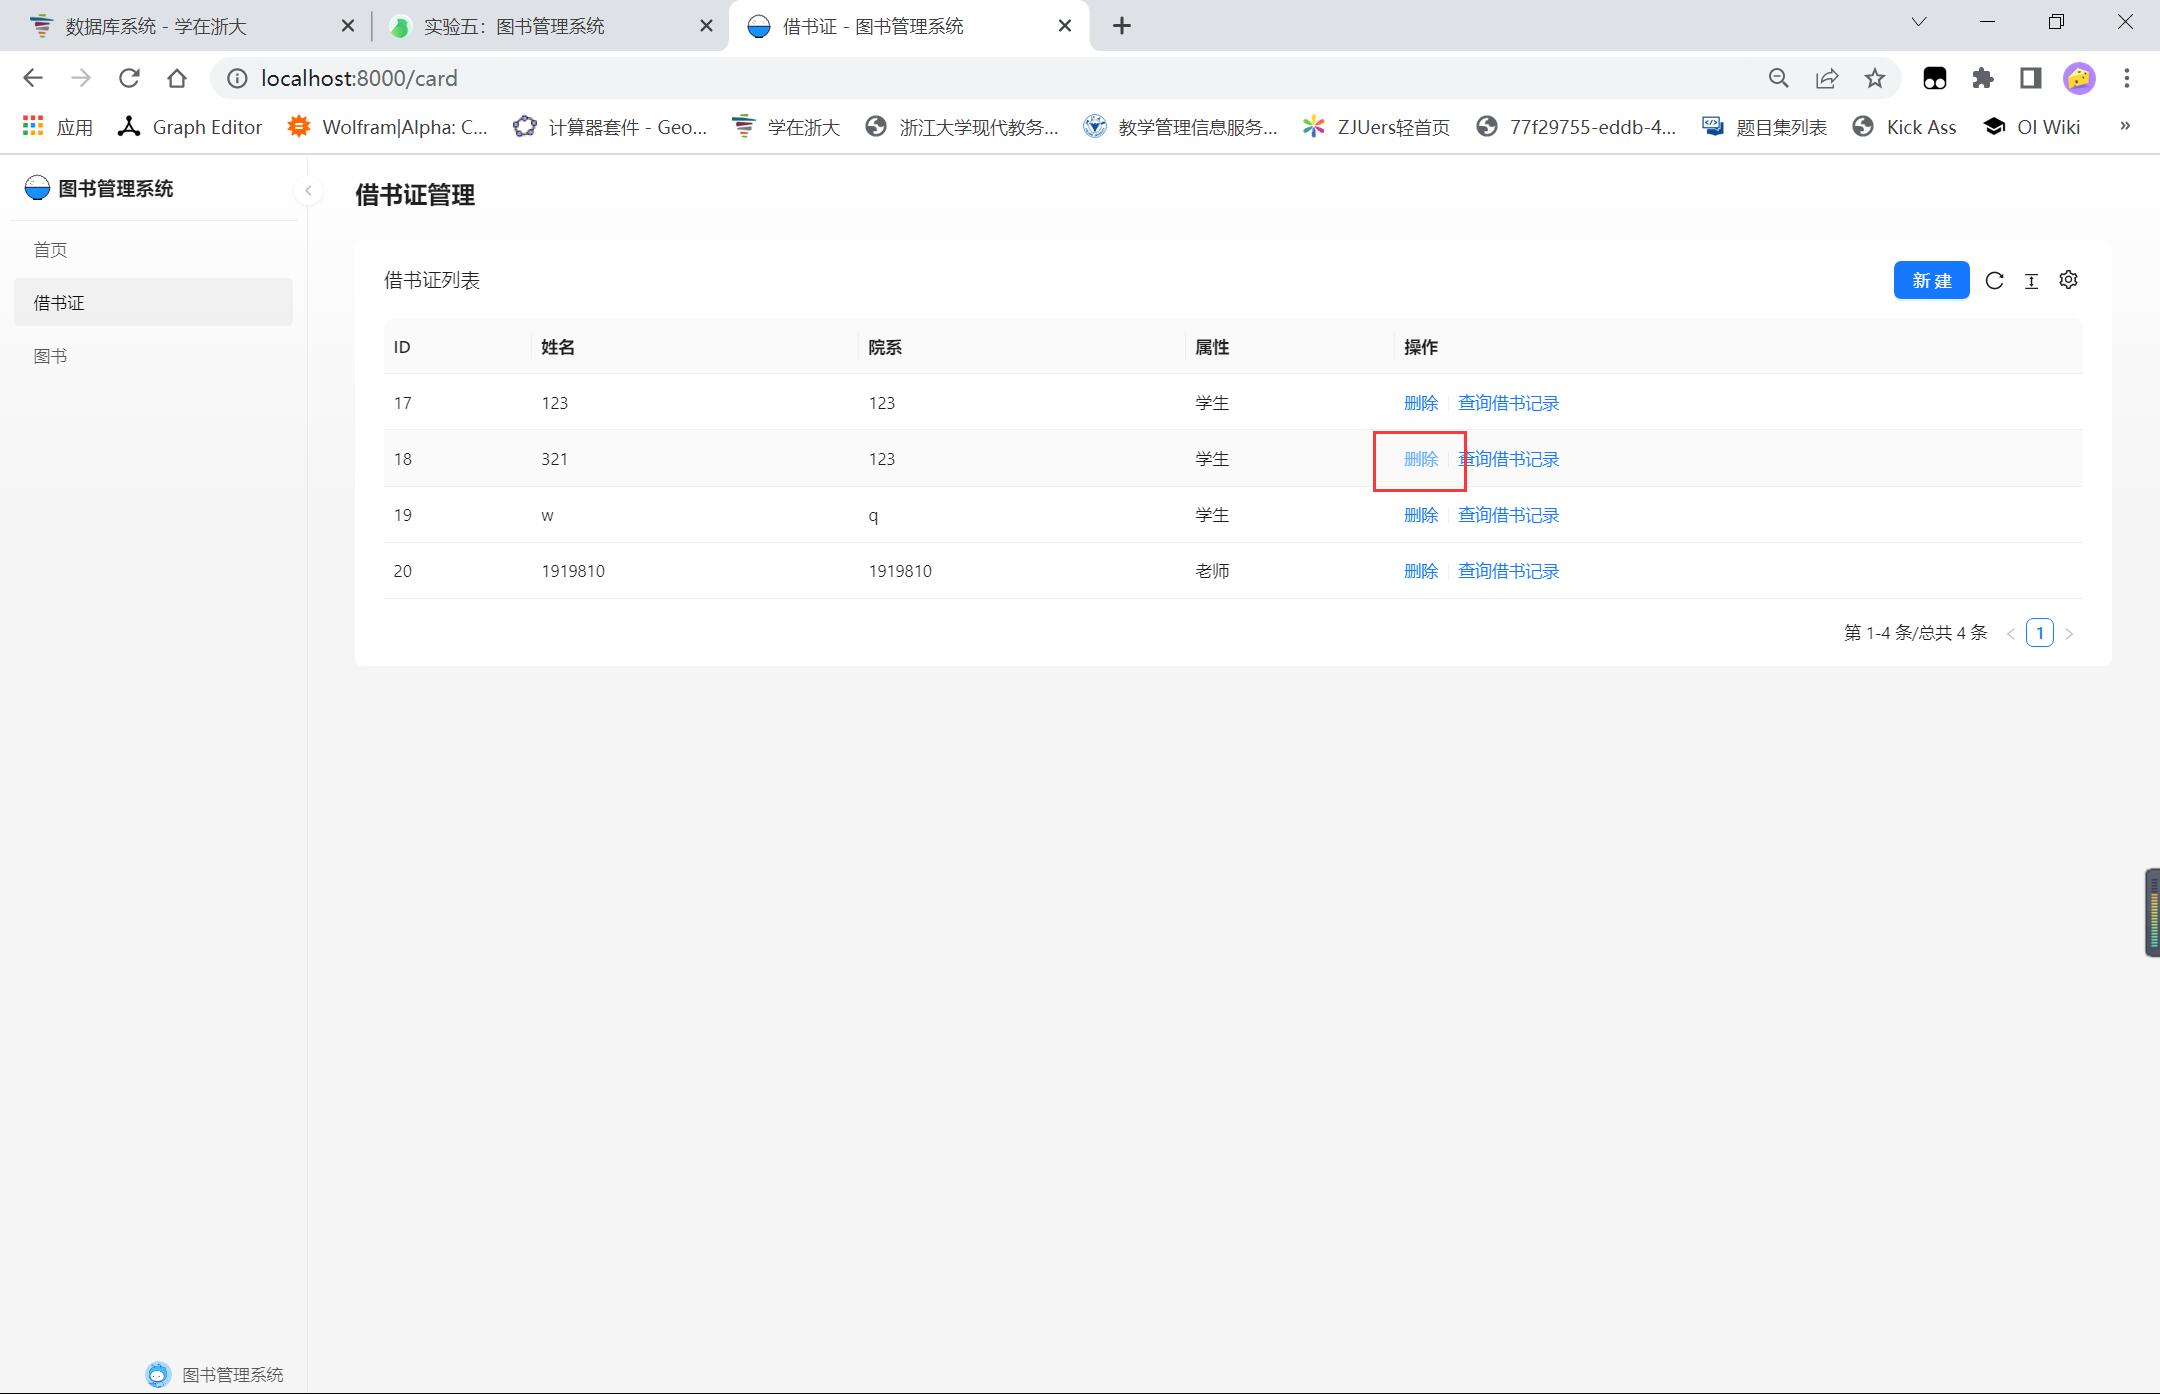 数据库系统 - 学在浙大
实验五：图书管理系统
借书证 - 图书管理系统
localhost:8000/card
应用
Graph Editor
Wolfram|Alpha: C...
计算器套件 - Geo...
学在浙大
浙江大学现代教务...
教学管理信息服务...
ZJUers轻首页
77f29755-eddb-4...
题目集列表
Kick Ass
OI Wiki
»
图书管理系统
首页
借书证
图书
借书证管理
借书证列表
新 建
ID 姓名 院系 属性 操作
17 123 123 学生 删除 查询借书记录
18 321 123 学生 删除 查询借书记录
19 w q 学生 删除 查询借书记录
20 1919810 1919810 老师 删除 查询借书记录
第 1-4 条/总共 4 条 < 1 >
图书管理系统